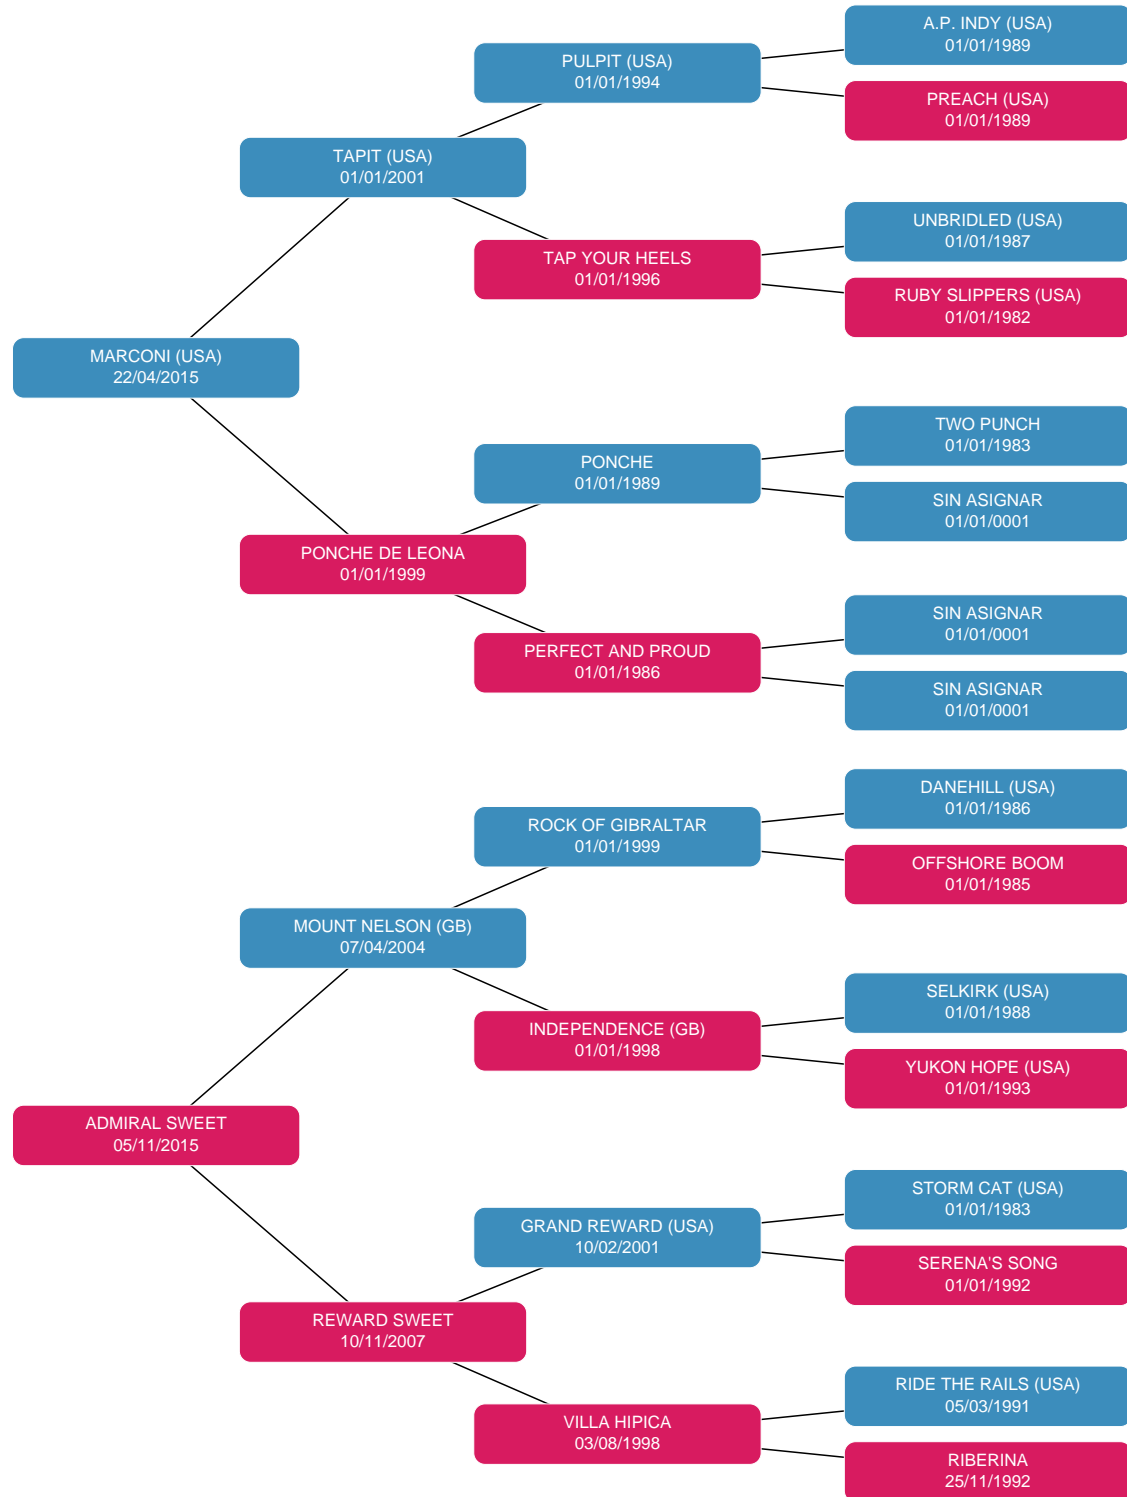 A.P. INDY (USA)
01/01/1989
PULPIT (USA)
01/01/1994
PREACH (USA)
01/01/1989
TAPIT (USA)
01/01/2001
UNBRIDLED (USA)
01/01/1987
TAP YOUR HEELS
01/01/1996
RUBY SLIPPERS (USA)
01/01/1982
MARCONI (USA)
22/04/2015
TWO PUNCH
01/01/1983
PONCHE
01/01/1989
SIN ASIGNAR
01/01/0001
PONCHE DE LEONA
01/01/1999
SIN ASIGNAR
01/01/0001
PERFECT AND PROUD
01/01/1986
SIN ASIGNAR
01/01/0001
DANEHILL (USA)
01/01/1986
ROCK OF GIBRALTAR
01/01/1999
OFFSHORE BOOM
01/01/1985
MOUNT NELSON (GB)
07/04/2004
SELKIRK (USA)
01/01/1988
INDEPENDENCE (GB)
01/01/1998
YUKON HOPE (USA)
01/01/1993
ADMIRAL SWEET
05/11/2015
STORM CAT (USA)
01/01/1983
GRAND REWARD (USA)
10/02/2001
SERENA'S SONG
01/01/1992
REWARD SWEET
10/11/2007
RIDE THE RAILS (USA)
05/03/1991
VILLA HIPICA
03/08/1998
RIBERINA
25/11/1992